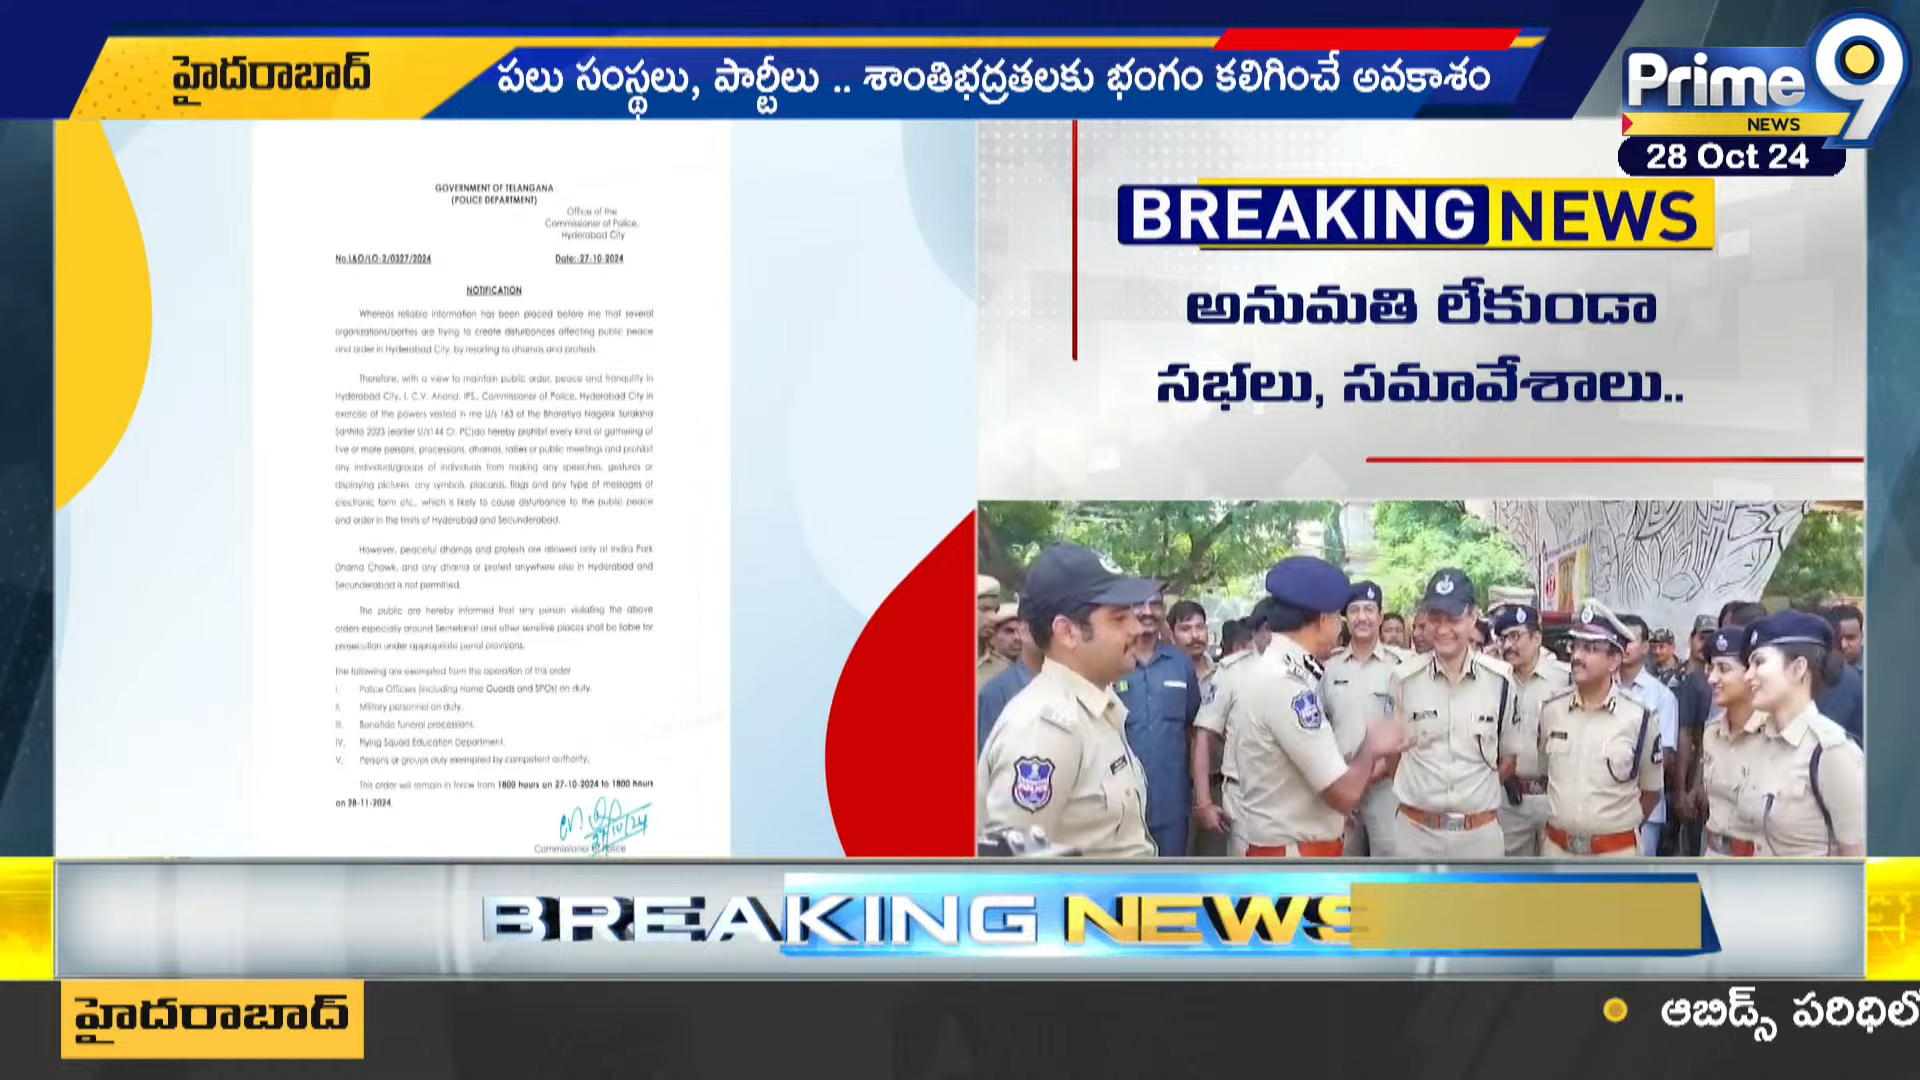 హైదరాబాద్
పలు సంస్థలు, పార్టీలు .. శాంతిభద్రతలకు భంగం కలిగించే అవకాశం
Prime9
NEWS
28 Oct 24
GOVERNMENT OF TELANGANA
(POLICE DEPARTMENT)
Office of the
Commissioner of Police,
Hyderabad City
No.L&O/LO-2/0327/2024 Date:-27-10-2024
NOTIFICATION
Whereas reliable information has been placed before me that several
organizations/parties are trying to create disturbances affecting public peace
and order in Hyderabad City, by resorting to dharnas and protests.
Therefore, with a view to maintain public order, peace and tranquility in
Hyderabad City, I, C.V. Anand, IPS., Commissioner of Police, Hyderabad City in
exercise of the powers vested in me U/s 163 of the Bharatiya Nagarik Suraksha
Sanhita 2023 (earlier U/s144 Cr. PC)do hereby prohibit every kind of gathering of
five or more persons, processions, dharnas, rallies or public meetings and prohibit
any individual/groups of individuals from making any speeches, gestures or
displaying pictures, any symbols, placards, flags and any type of messages of
electronic form etc., which is likely to cause disturbance to the public peace
and order in the limits of Hyderabad and Secunderabad.
However, peaceful dharnas and protests are allowed only at Indira Park
Dharna Chowk, and any dharna or protest anywhere else in Hyderabad and
Secunderabad is not permitted.
The public are hereby informed that any person violating the above
orders especially around Secretariat and other sensitive places shall be liable for
prosecution under appropriate penal provisions.
The following are exempted from the operation of this order
I. Police Officers (including Home Guards and SPOs) on duty.
II. Military personnel on duty.
III. Bonafide funeral processions.
IV. Flying Squad Education Department.
V. Persons or groups duly exempted by competent authority.
This order will remain in force from 1800 hours on 27-10-2024 to 1800 hours
on 28-11-2024.
Commissioner of Police
BREAKING NEWS
అనుమతి లేకుండా
సభలు, సమావేశాలు..
BREAKING NEWS
హైదరాబాద్
ఆబిడ్స్ పరిధిలో